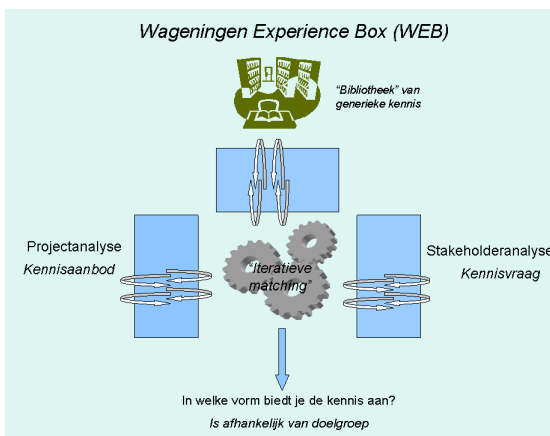 Wageningen Experience Box (WEB)
"Bibliotheek" van
generieke kennis
Projectanalyse
Kennisaanbod
"Iteratieve
matching"
Stakeholderanalyse
Kennisvraag
In welke vorm biedt je de kennis aan?
Is afhankelijk van doelgroep